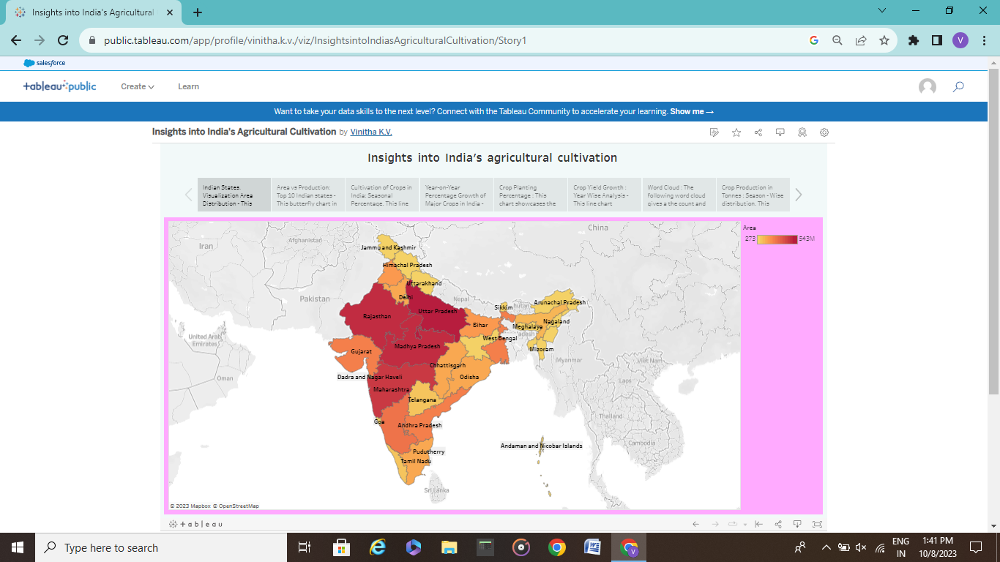 Insights into India's Agricultural
public.tableau.com/app/profile/vinitha.k.v./viz/InsightsintoIndiasAgriculturalCultivation/Story1
V
salesforce
+ableau public
Create
Learn
Want to take your data skills to the next level? Connect with the Tableau Community to accelerate your learning. Show me →
Insights into India's Agricultural Cultivation by Vinitha K.V.
Insights into India's agricultural cultivation
Indian States.
Visualization Area
Distribution - This
Area vs Production:
Top 10 Indian states -
This butterfly chart in
Cultivation of Crops in
India: Seasonal
Percentage. This line
Year-on-Year
Percentage Growth of
Major Crops in India -
Crop Planting
Percentage : This
chart showcases the
Crop Yield Growth :
Year Wise Analysis -
This line chart
Word Cloud : The
following word cloud
gives a the count and
Crop Production in
Tonnes : Season - Wise
distribution. This
Area
273
543M
China
Iran
Afghanistan
Jammu and Kashmir
Himachal Pradesh
Uttarakhand
Pakistan
Delhi
Nepal
Sikkim
Arunachal Pradesh
Rajasthan
Uttar Pradesh
Bihar
Meghalaya
Nagaland
United Arab
Emirates
West Bengal
Gujarat
Madhya Pradesh
Mizoram
Myanmar
Viet Nam
Chhattisgarh
Oman
Dadra and Nagar Haveli
Odisha
Laos
Maharashtra
Telangana
Thailand
Goa
Andhra Pradesh
Cambodia
Andaman and Nicobar Islands
Puducherry
Tamil Nadu
Sri Lanka
© 2023 Mapbox © OpenStreetMap
+ableau
Type here to search
ENG
IN
1:41 PM
10/8/2023